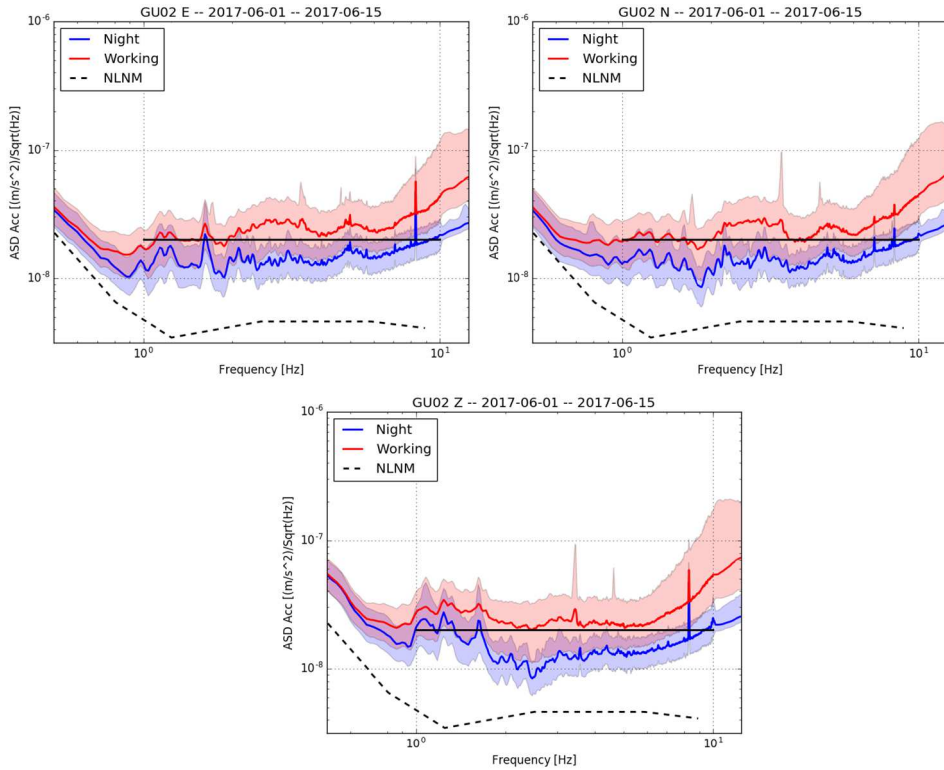 GU02 E -- 2017-06-01 -- 2017-06-15
10^-6
Night
Working
NLNM
10^-7
10^-8
ASD Acc [(m/s^2)/Sqrt(Hz)]
10^0
10^1
Frequency [Hz]
GU02 N -- 2017-06-01 -- 2017-06-15
10^-6
Night
Working
NLNM
10^-7
10^-8
ASD Acc [(m/s^2)/Sqrt(Hz)]
10^0
10^1
Frequency [Hz]
GU02 Z -- 2017-06-01 -- 2017-06-15
10^-6
Night
Working
NLNM
10^-7
10^-8
ASD Acc [(m/s^2)/Sqrt(Hz)]
10^0
10^1
Frequency [Hz]